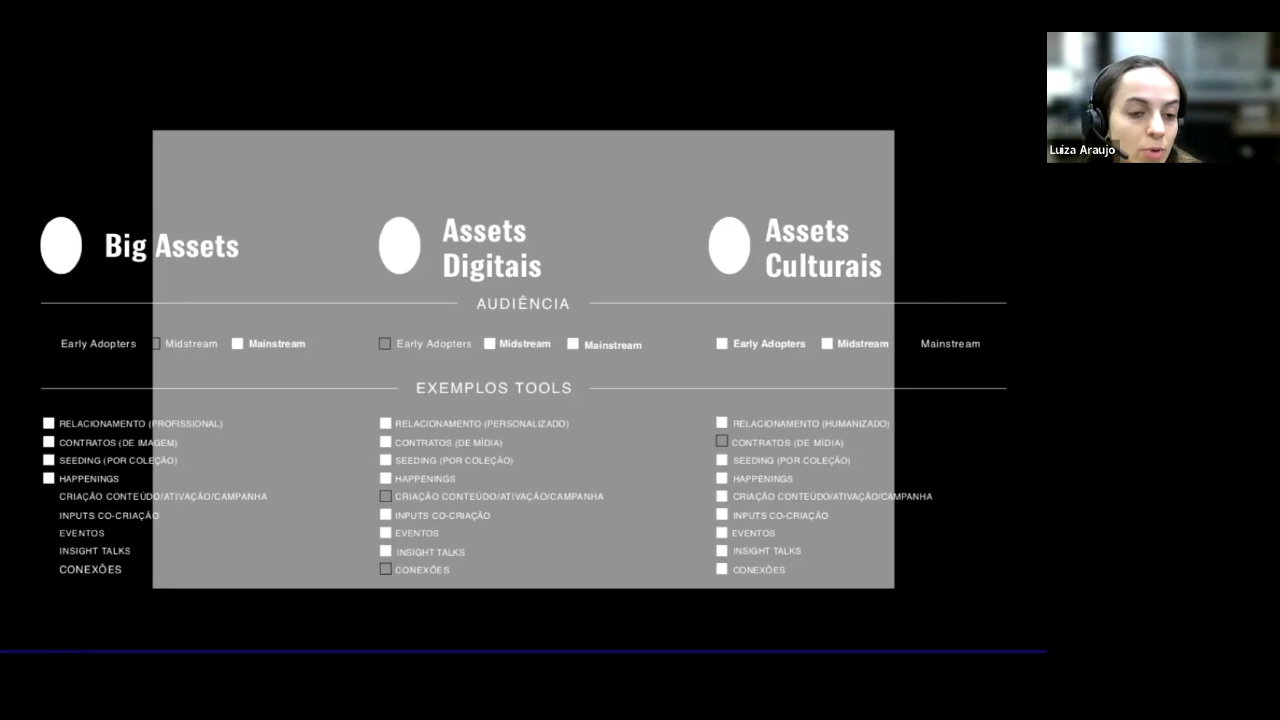 Luiza Araujo
Big Assets
Assets
Digitais
Assets
Culturais
AUDIÊNCIA
Early Adopters Midstream Mainstream
Early Adopters Midstream Mainstream
Early Adopters Midstream Mainstream
EXEMPLOS TOOLS
RELACIONAMENTO (PROFISSIONAL)
CONTRATOS (DE IMAGEM)
SEEDING (POR COLEÇÃO)
HAPPENINGS
CRIAÇÃO CONTEÚDO/ATIVAÇÃO/CAMPANHA
INPUTS CO-CRIAÇÃO
EVENTOS
INSIGHT TALKS
CONEXÕES
RELACIONAMENTO (PERSONALIZADO)
CONTRATOS (DE MÍDIA)
SEEDING (POR COLEÇÃO)
HAPPENINGS
CRIAÇÃO CONTEÚDO/ATIVAÇÃO/CAMPANHA
INPUTS CO-CRIAÇÃO
EVENTOS
INSIGHT TALKS
CONEXÕES
RELACIONAMENTO (HUMANIZADO)
CONTRATOS (DE MÍDIA)
SEEDING (POR COLEÇÃO)
HAPPENINGS
CRIAÇÃO CONTEÚDO/ATIVAÇÃO/CAMPANHA
INPUTS CO-CRIAÇÃO
EVENTOS
INSIGHT TALKS
CONEXÕES